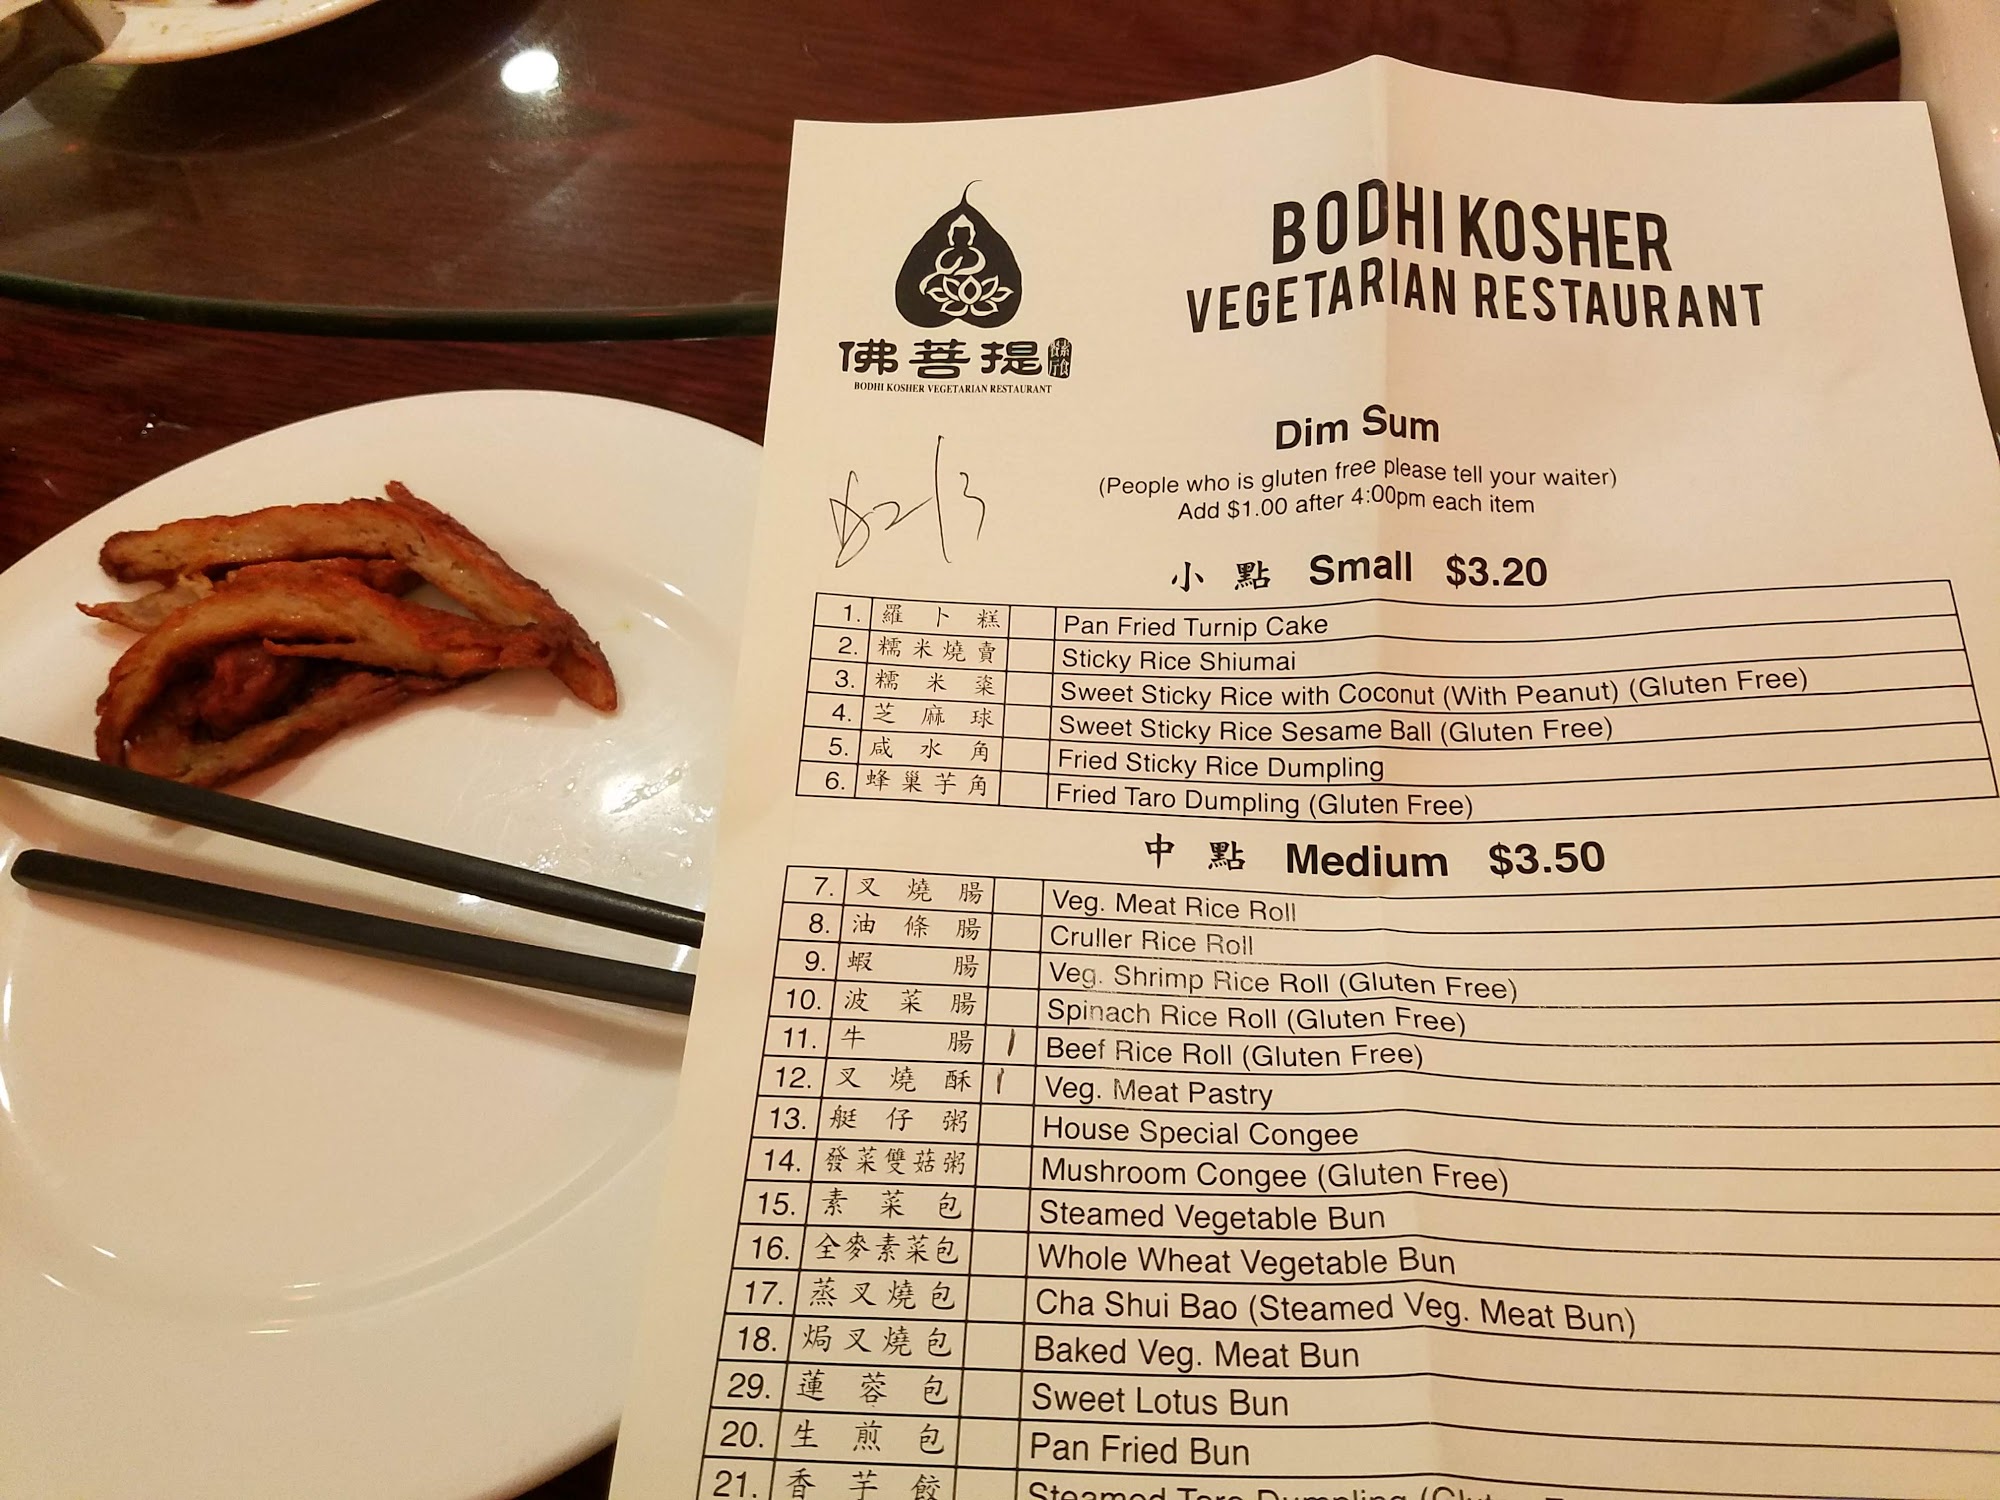 BODHI KOSHER
VEGETARIAN RESTAURANT
佛菩提 素食餐厅
BODHI KOSHER VEGETARIAN RESTAURANT
Dim Sum
(People who is gluten free please tell your waiter)
Add $1.00 after 4:00pm each item
小點 Small $3.20
1. 羅卜糕 Pan Fried Turnip Cake
2. 糯米燒賣 Sticky Rice Shiumai
3. 糯米 Sweet Sticky Rice with Coconut (With Peanut) (Gluten Free)
4. 芝麻球 Sweet Sticky Rice Sesame Ball (Gluten Free)
5. 咸水角 Fried Sticky Rice Dumpling
6. 蜂巢芋角 Fried Taro Dumpling (Gluten Free)
中點 Medium $3.50
7. 叉燒腸 Veg. Meat Rice Roll
8. 油條腸 Cruller Rice Roll
9. 蝦腸 Veg. Shrimp Rice Roll (Gluten Free)
10. 波菜腸 Spinach Rice Roll (Gluten Free)
11. 牛腸 1 Beef Rice Roll (Gluten Free)
12. 叉燒酥 1 Veg. Meat Pastry
13. 艇仔粥 House Special Congee
14. 發菜雙菇粥 Mushroom Congee (Gluten Free)
15. 素菜包 Steamed Vegetable Bun
16. 全麥素菜包 Whole Wheat Vegetable Bun
17. 蒸叉燒包 Cha Shui Bao (Steamed Veg. Meat Bun)
18. 焗叉燒包 Baked Veg. Meat Bun
29. 蓮蓉包 Sweet Lotus Bun
20. 生煎包 Pan Fried Bun
21. 香芋餃 Steamed Taro Dumpling